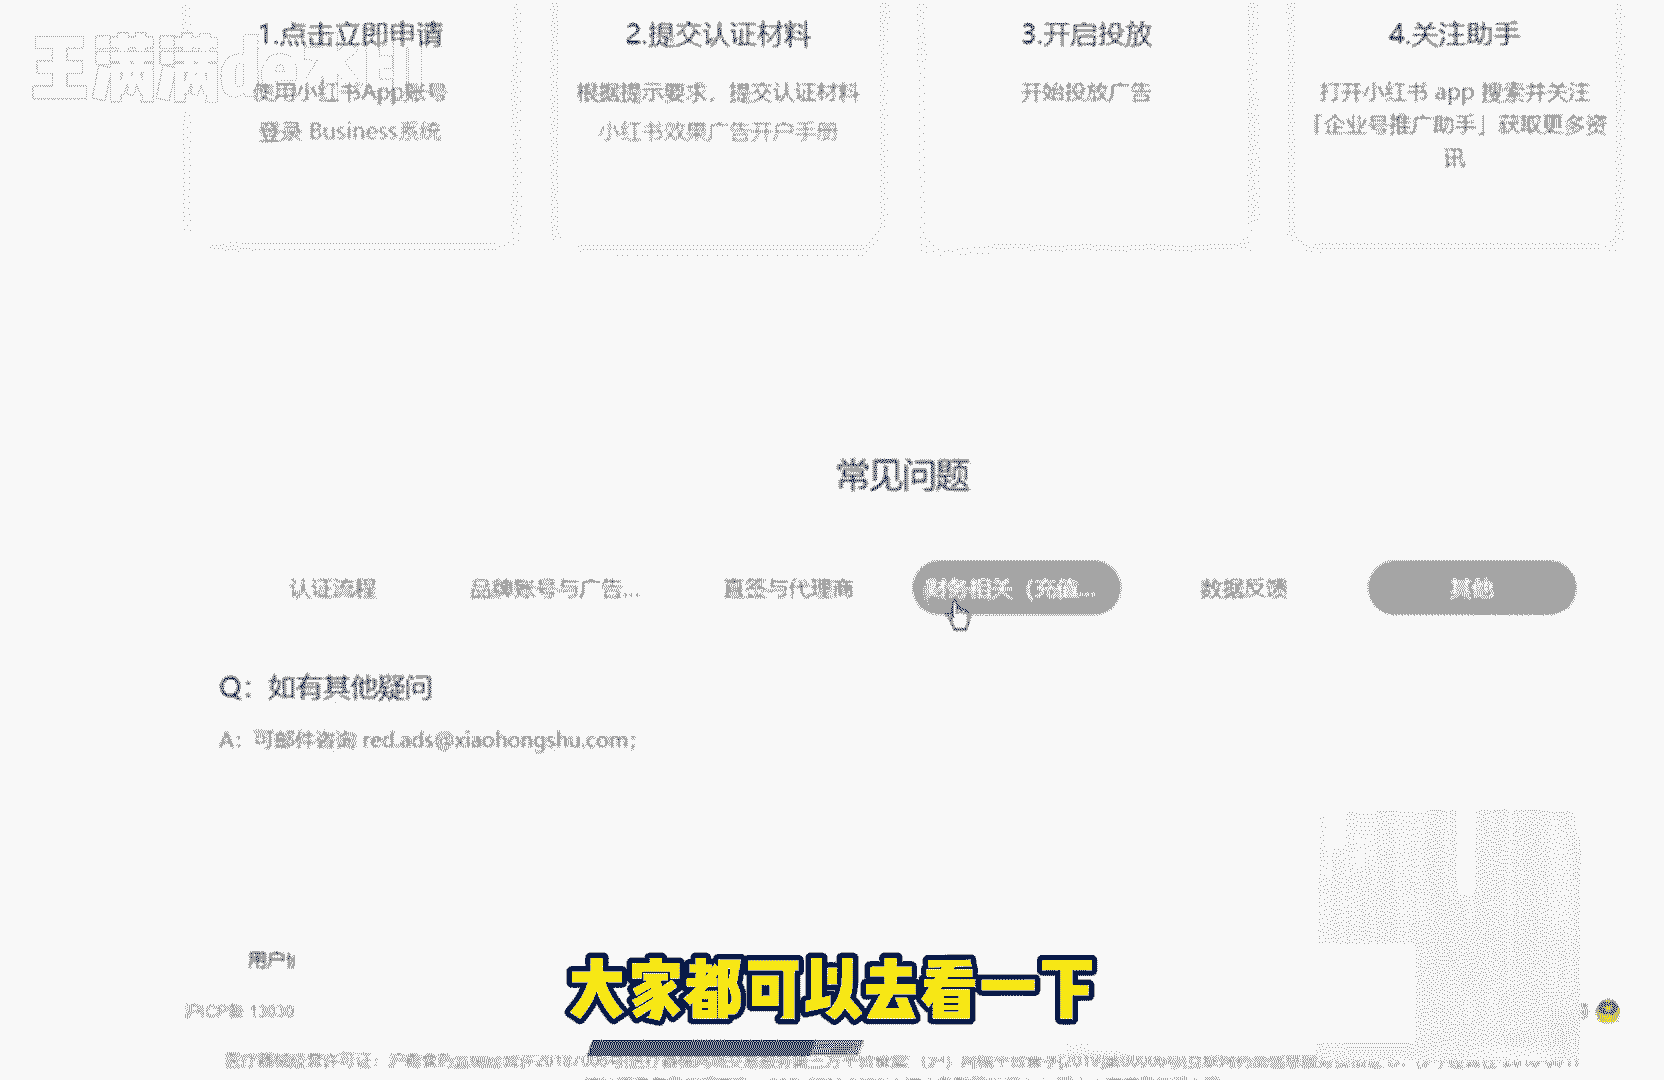 1.点击立即申请
使用小红书App账号
登录 Business系统
2.提交认证材料
根据提示要求，提交认证材料
小红书效果广告开户手册
3.开启投放
开始投放广告
4.关注助手
打开小红书 app 搜索并关注
「企业号推广助手」获取更多资
讯
王满满de
常见问题
认证流程
品牌账号与广告...
直签与代理商
财务相关（充值...
数据反馈
其他
Q：如有其他疑问
A：可邮件咨询 red.ads@xiaohongshu.com;
用户
大家都可以去看一下
沪ICP备 13030